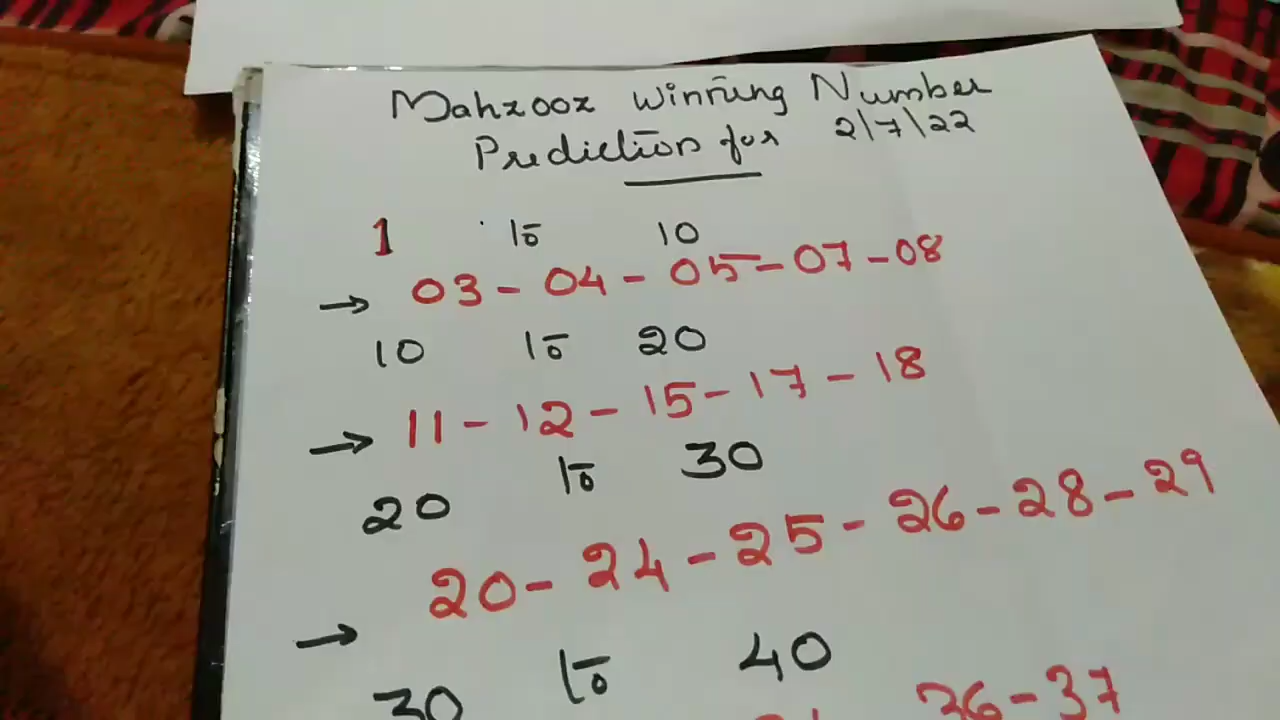 Mahzooz Winning Number
Prediction for 2/7/22
1 to 10
→ 03 - 04 - 05 - 07 - 08
10 to 20
→ 11 - 12 - 15 - 17 - 18
20 to 30
→ 20 - 24 - 25 - 26 - 28 - 29
30 to 40
36 - 37